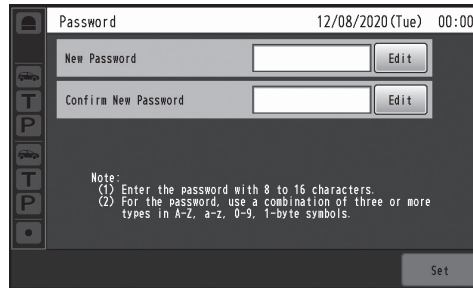 Password 12/08/2020(Tue) 00:00
New Password Edit
Confirm New Password Edit
T
P
T
P
Note:
(1) Enter the password with 8 to 16 characters.
(2) For the password, use a combination of three or more
types in A-Z, a-z, 0-9, 1-byte symbols.
Set